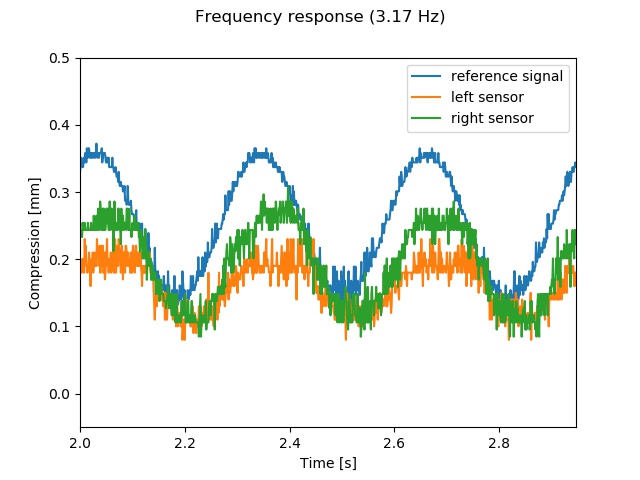 Frequency response (3.17 Hz)
0.5
0.4
0.3
0.2
0.1
0.0
Compression [mm]
reference signal
left sensor
right sensor
2.0
2.2
2.4
2.6
2.8
Time [s]